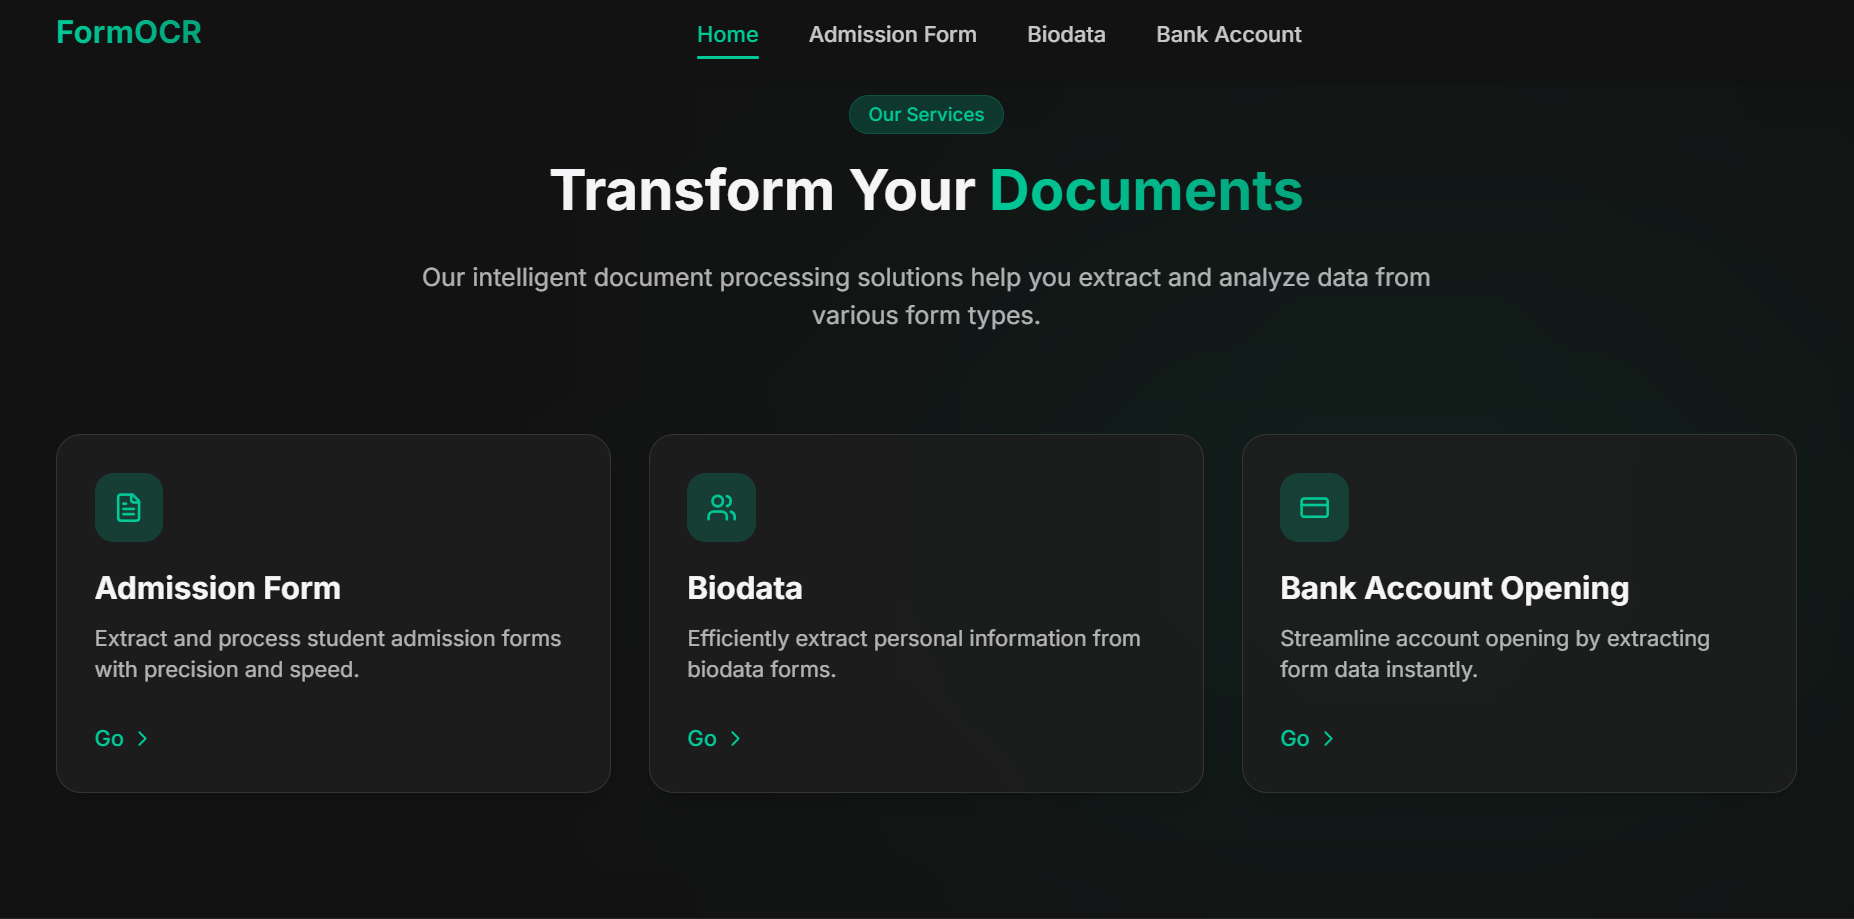 FormOCR
Home
Admission Form
Biodata
Bank Account
Our Services
Transform Your Documents
Our intelligent document processing solutions help you extract and analyze data from
various form types.
Admission Form
Extract and process student admission forms
with precision and speed.
Go
Biodata
Efficiently extract personal information from
biodata forms.
Go
Bank Account Opening
Streamline account opening by extracting
form data instantly.
Go